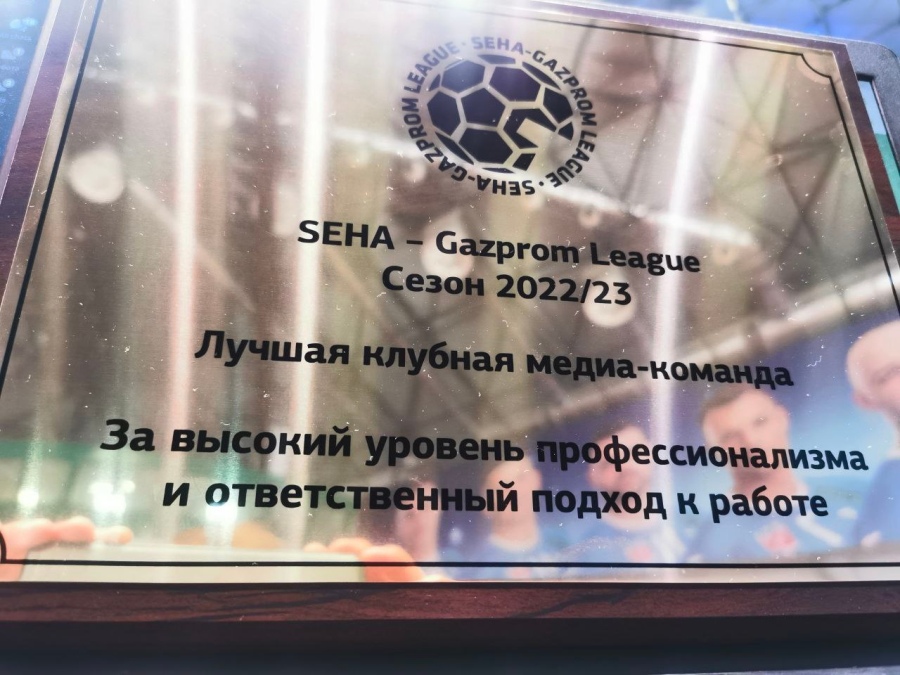 SEHA-GAZPROM LEAGUE · SEHA-GAZPROM LEAGUE ·
SEHA – Gazprom League
Сезон 2022/23
Лучшая клубная медиа-команда
За высокий уровень профессионализма
и ответственный подход к работе